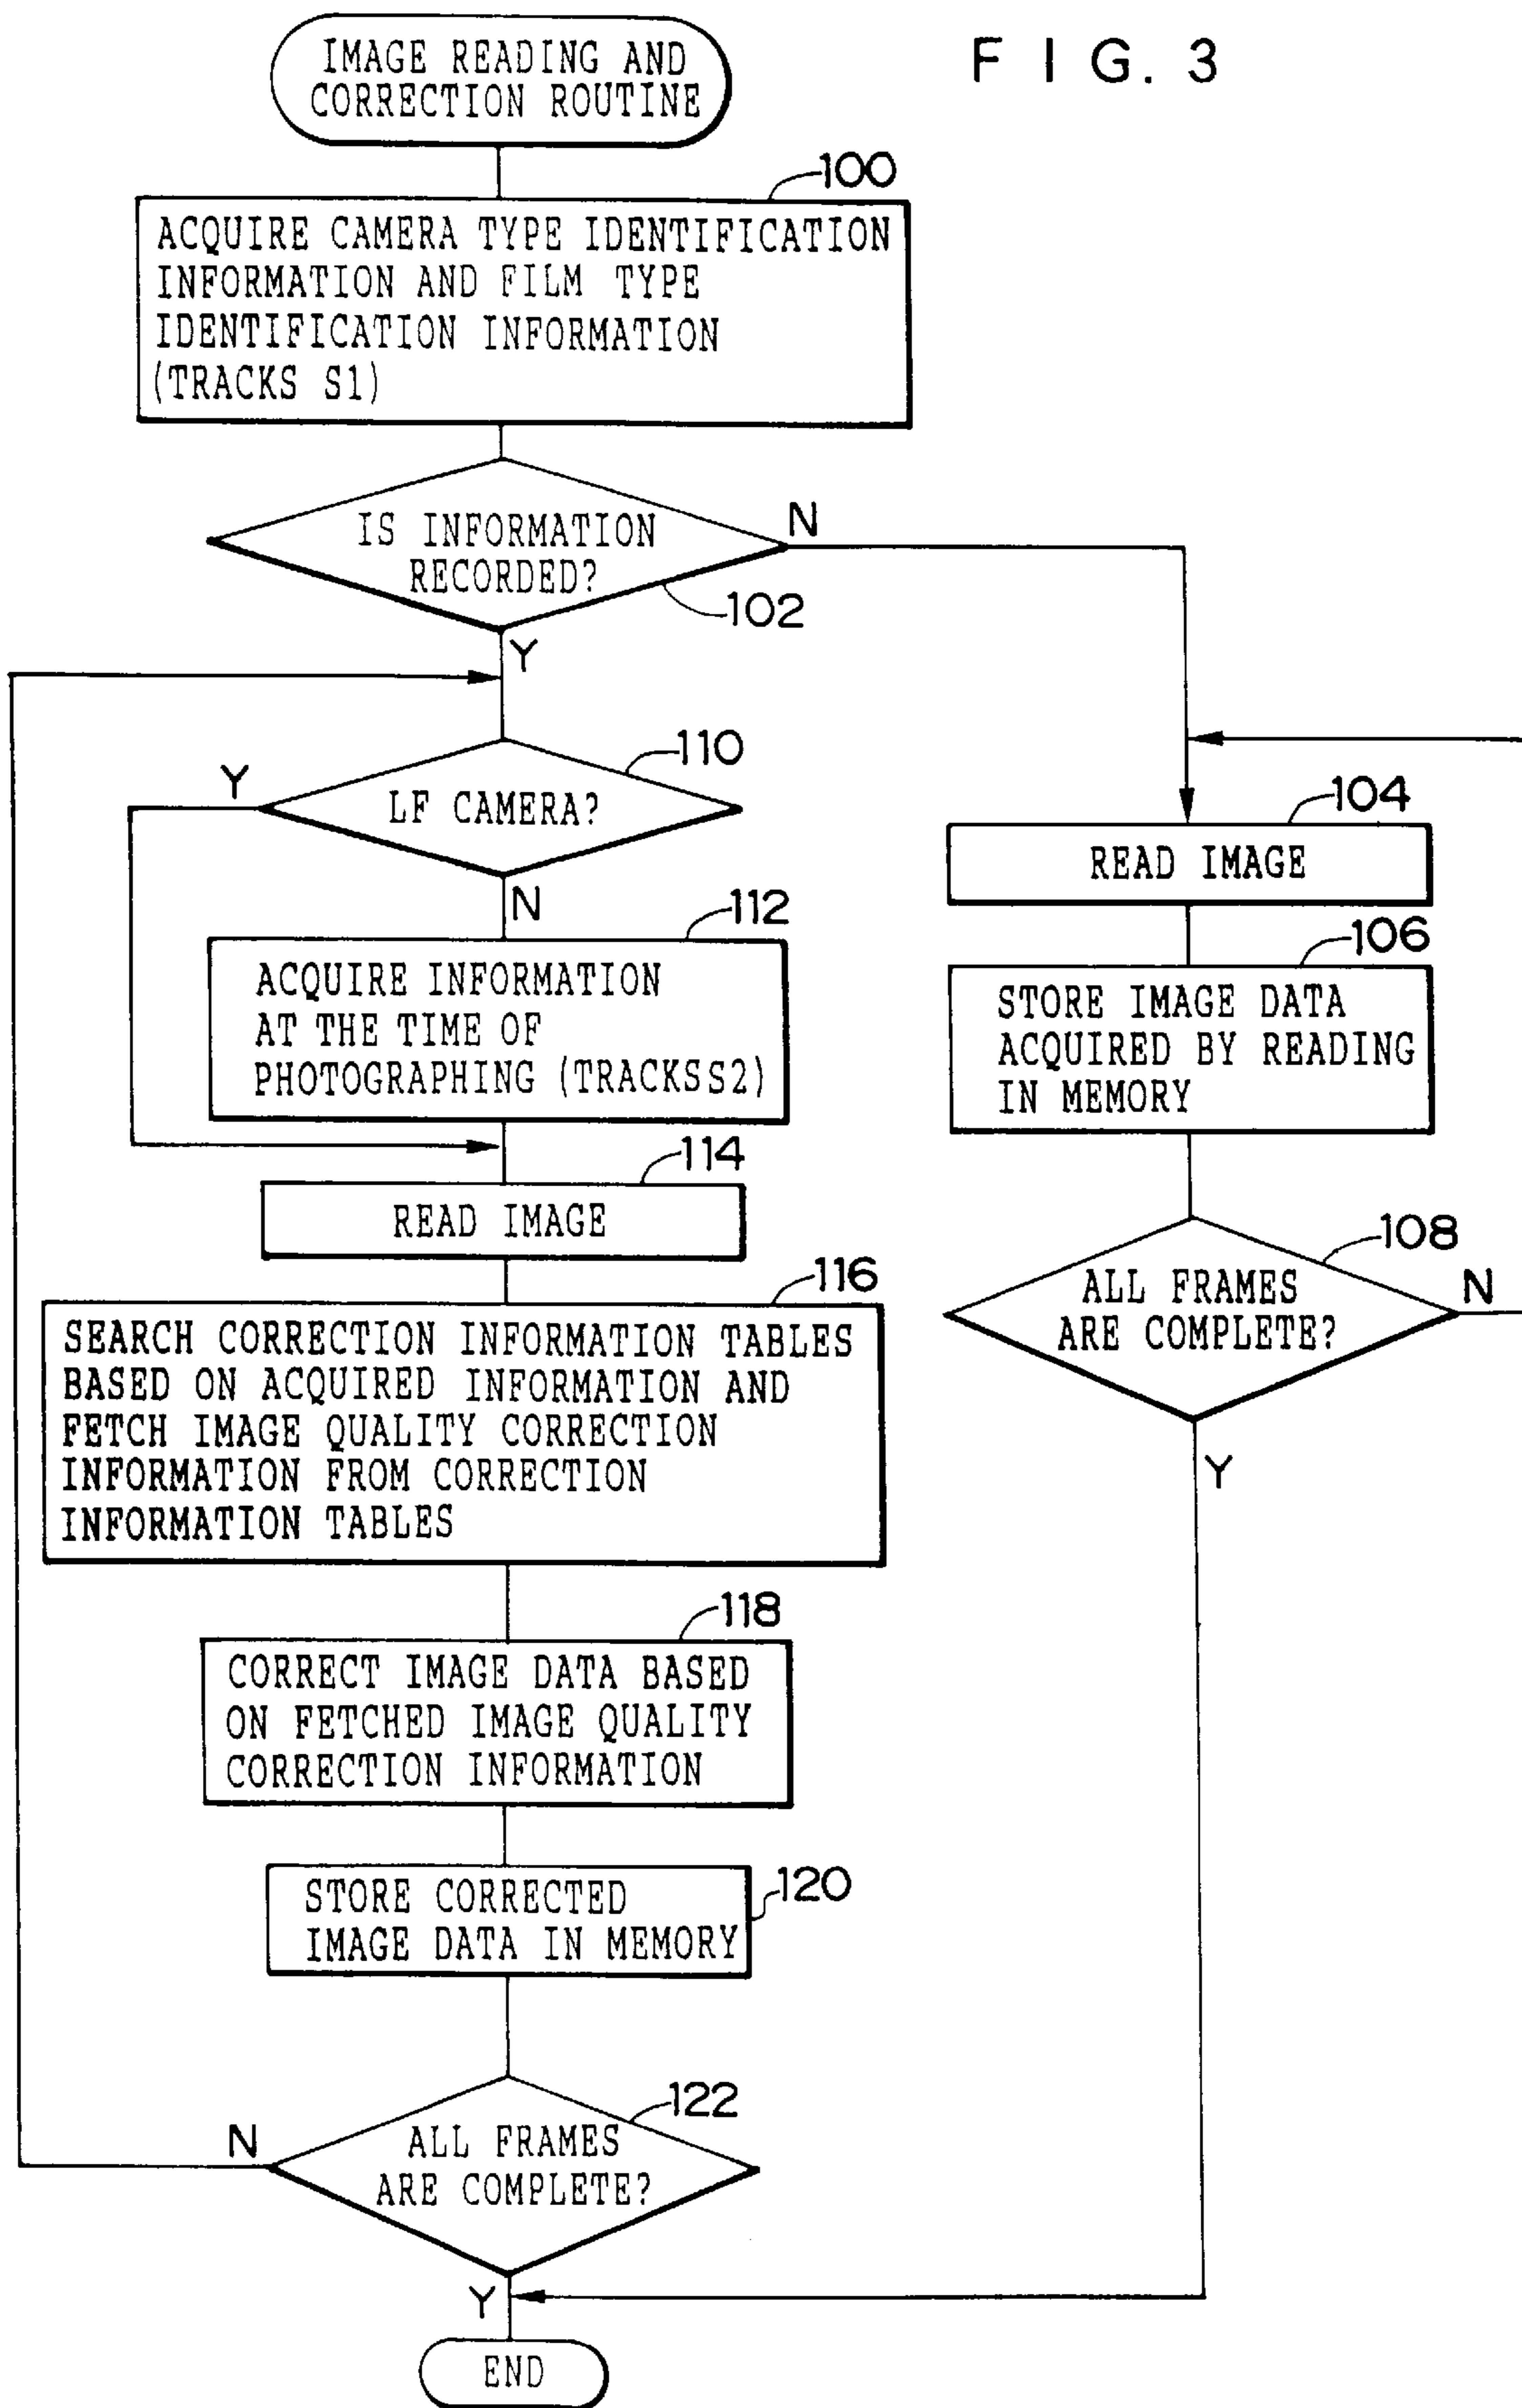 FIG. 3
IMAGE READING AND
CORRECTION ROUTINE
100
ACQUIRE CAMERA TYPE IDENTIFICATION
INFORMATION AND FILM TYPE
IDENTIFICATION INFORMATION
(TRACKS S1)
IS INFORMATION
RECORDED?
N
102
Y
110
Y
LF CAMERA?
N
112
ACQUIRE INFORMATION
AT THE TIME OF
PHOTOGRAPHING (TRACKS S2)
114
READ IMAGE
116
SEARCH CORRECTION INFORMATION TABLES
BASED ON ACQUIRED INFORMATION AND
FETCH IMAGE QUALITY CORRECTION
INFORMATION FROM CORRECTION
INFORMATION TABLES
118
CORRECT IMAGE DATA BASED
ON FETCHED IMAGE QUALITY
CORRECTION INFORMATION
120
STORE CORRECTED
IMAGE DATA IN MEMORY
122
N
ALL FRAMES
ARE COMPLETE?
Y
END
104
READ IMAGE
106
STORE IMAGE DATA
ACQUIRED BY READING
IN MEMORY
108
ALL FRAMES
ARE COMPLETE?
N
Y